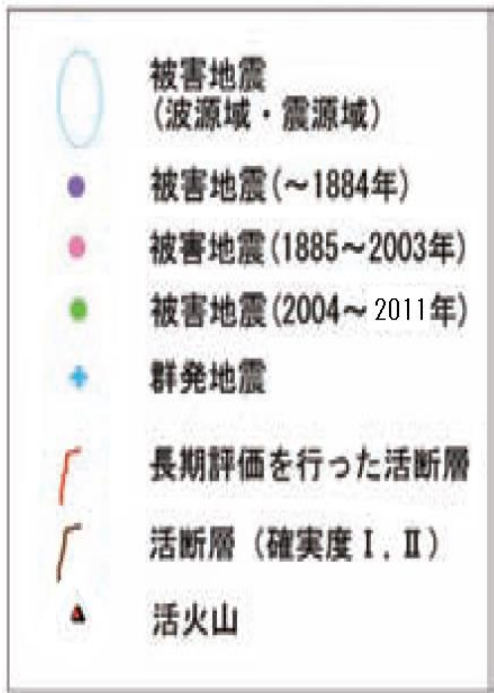 被害地震
(波源域・震源域)
被害地震(～1884年)
被害地震(1885～2003年)
被害地震(2004～2011年)
群発地震
長期評価を行った活断層
活断層(確実度Ⅰ, Ⅱ)
活火山